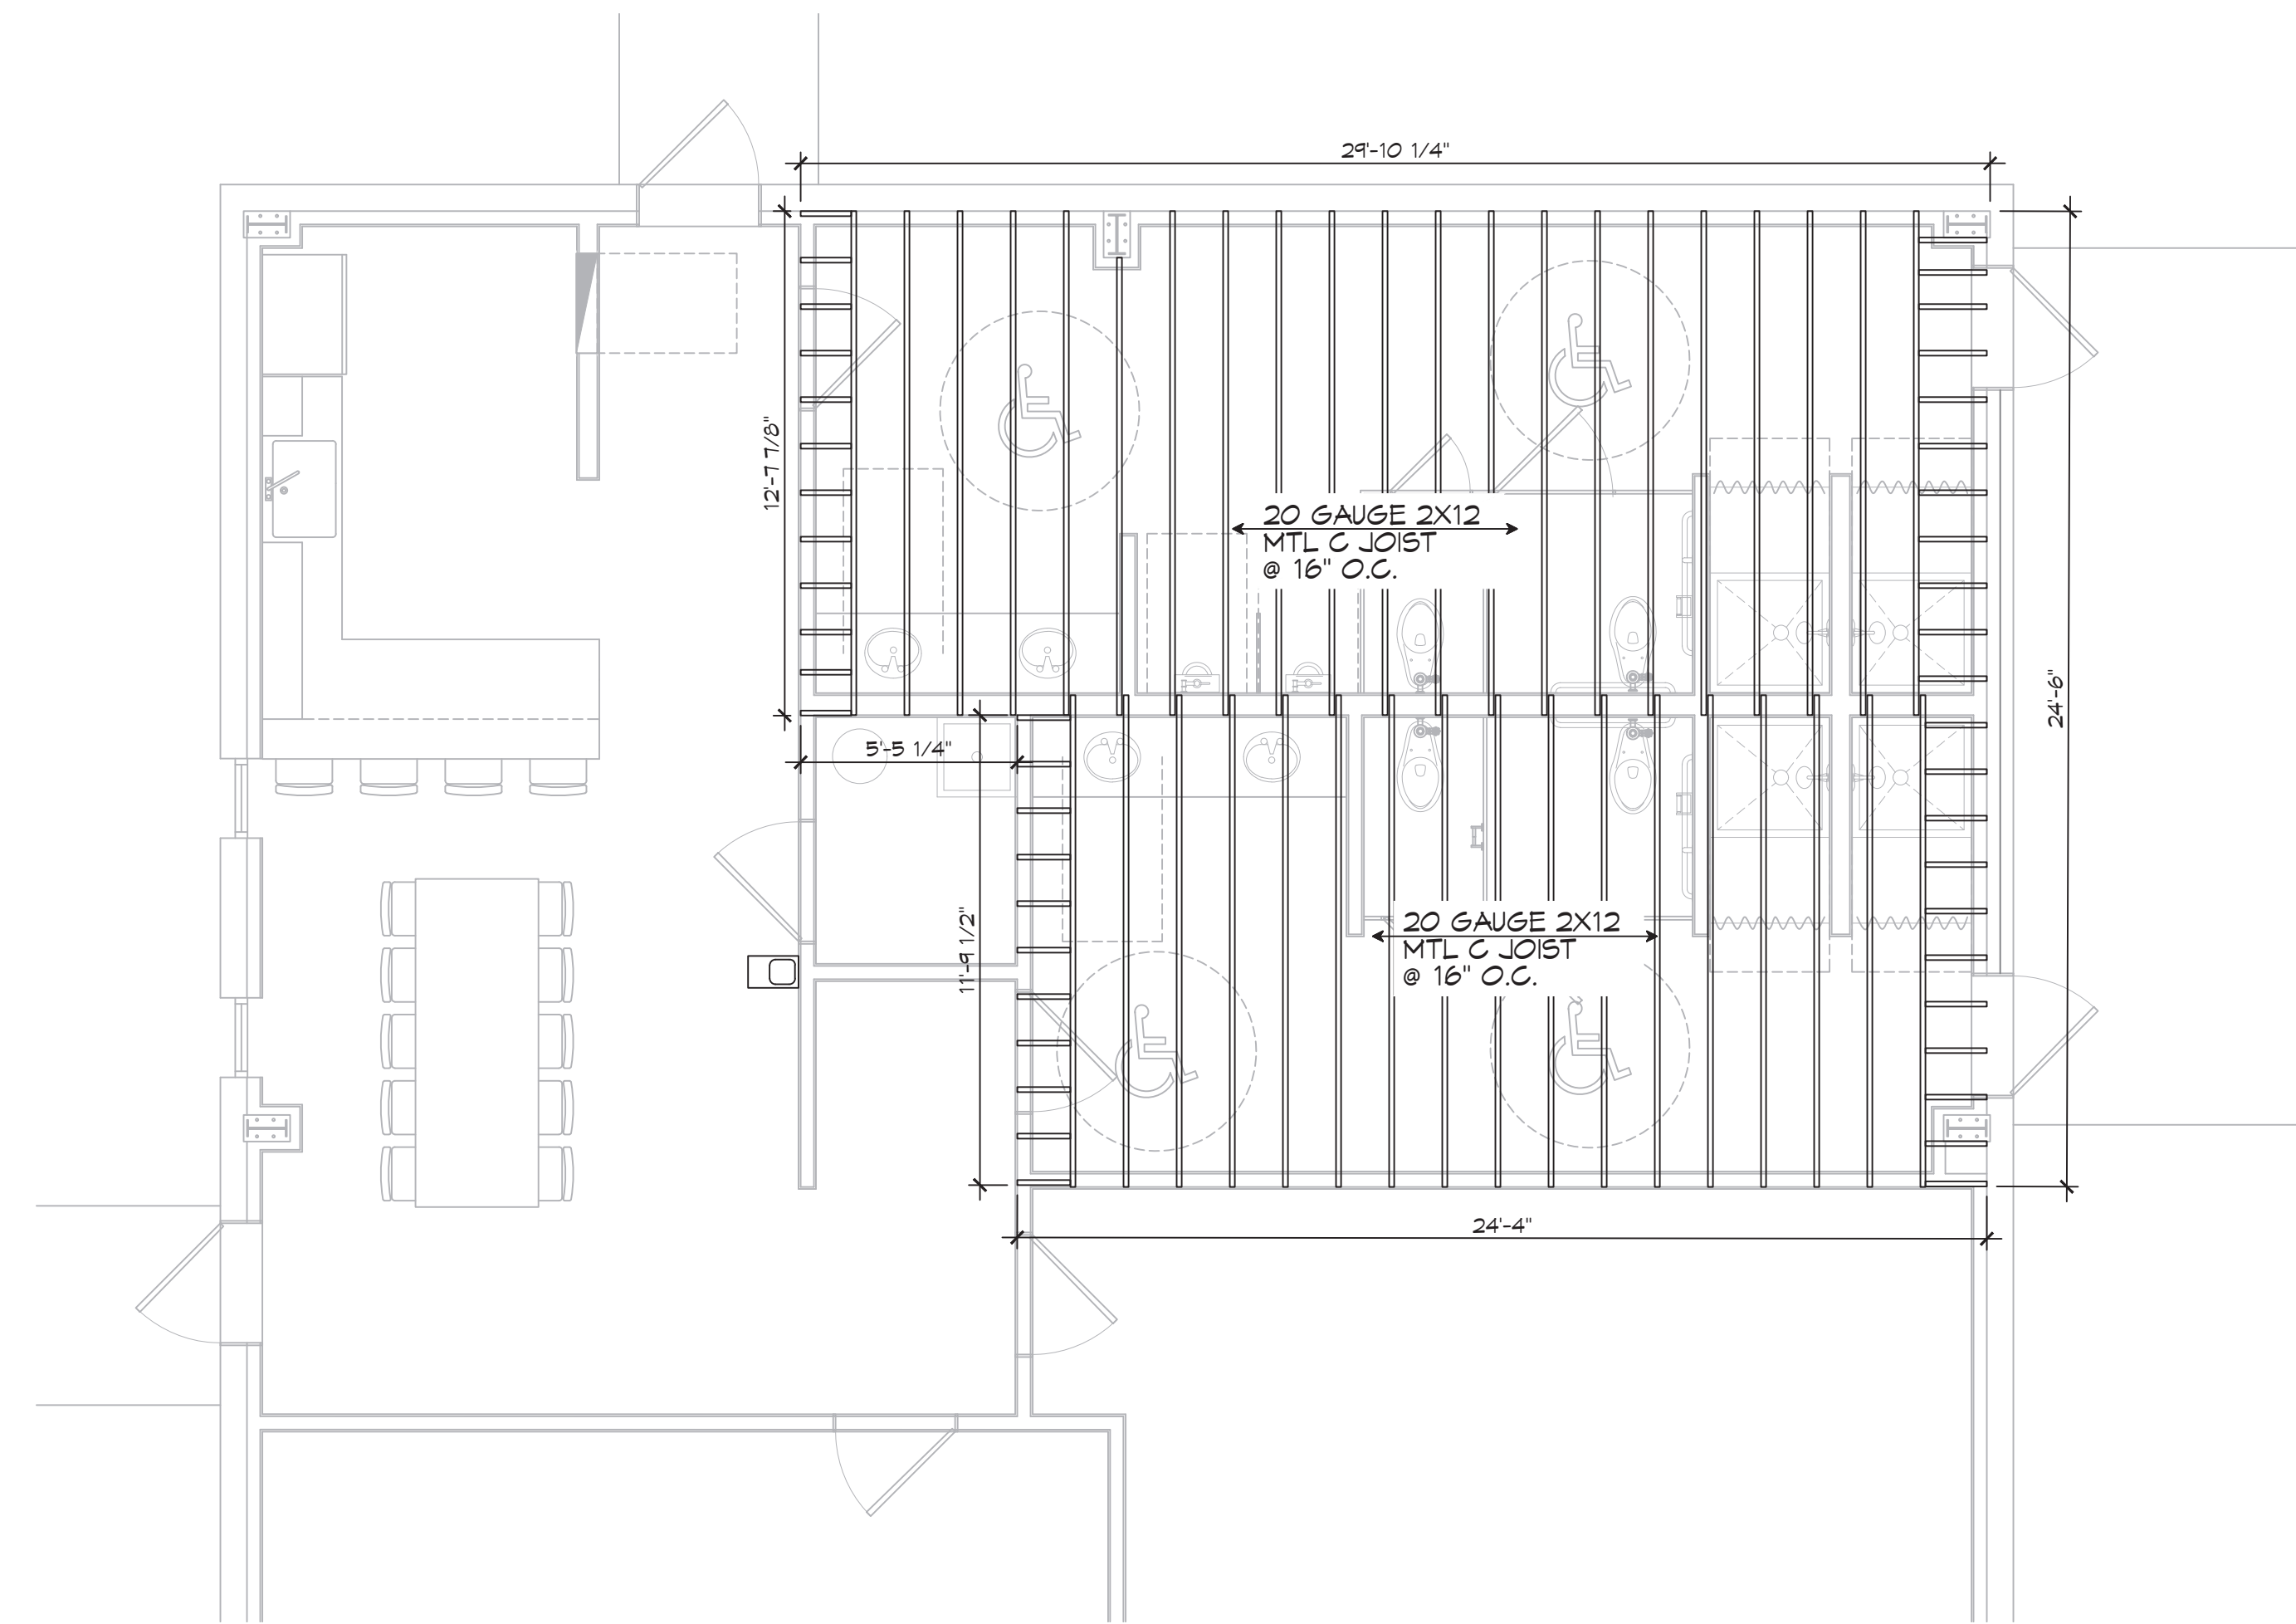 29'-10 1/4"
12'-7 7/8"
20 GAUGE 2X12
MTL C JOIST
@ 16" O.C.
24'-6"
5'-5 1/4"
11'-9 1/2"
20 GAUGE 2X12
MTL C JOIST
@ 16" O.C.
24'-4"